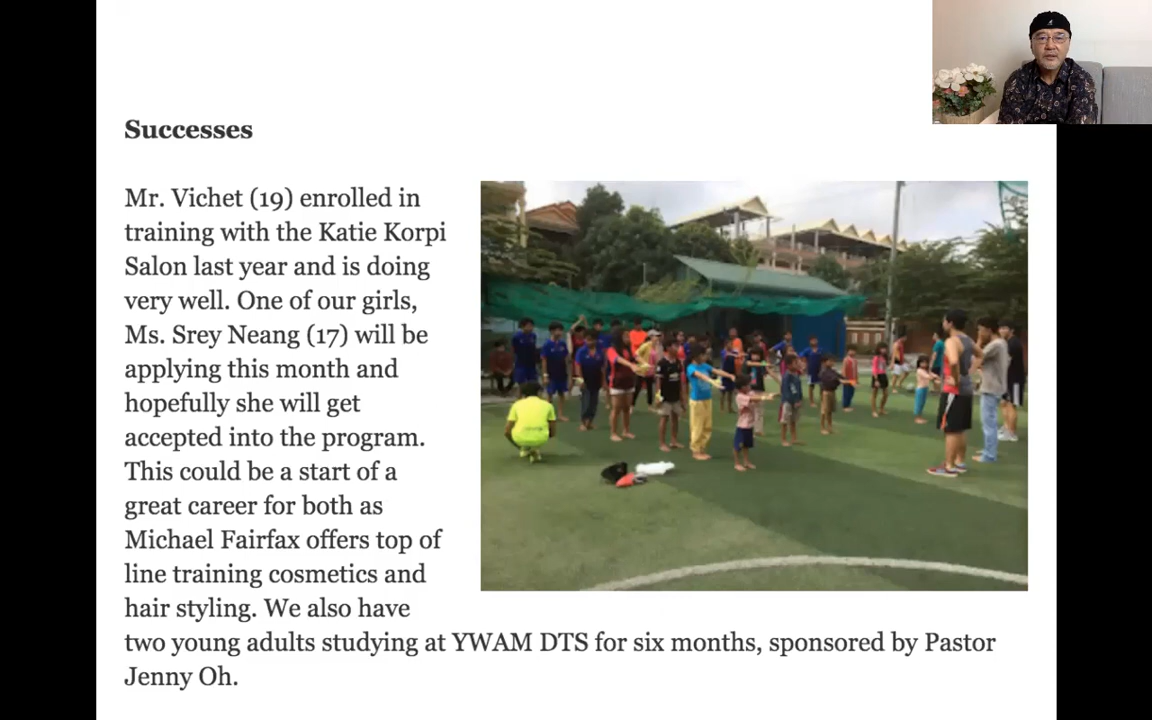 Successes
Mr. Vichet (19) enrolled in
training with the Katie Korpi
Salon last year and is doing
very well. One of our girls,
Ms. Srey Neang (17) will be
applying this month and
hopefully she will get
accepted into the program.
This could be a start of a
great career for both as
Michael Fairfax offers top of
line training cosmetics and
hair styling. We also have
two young adults studying at YWAM DTS for six months, sponsored by Pastor
Jenny Oh.